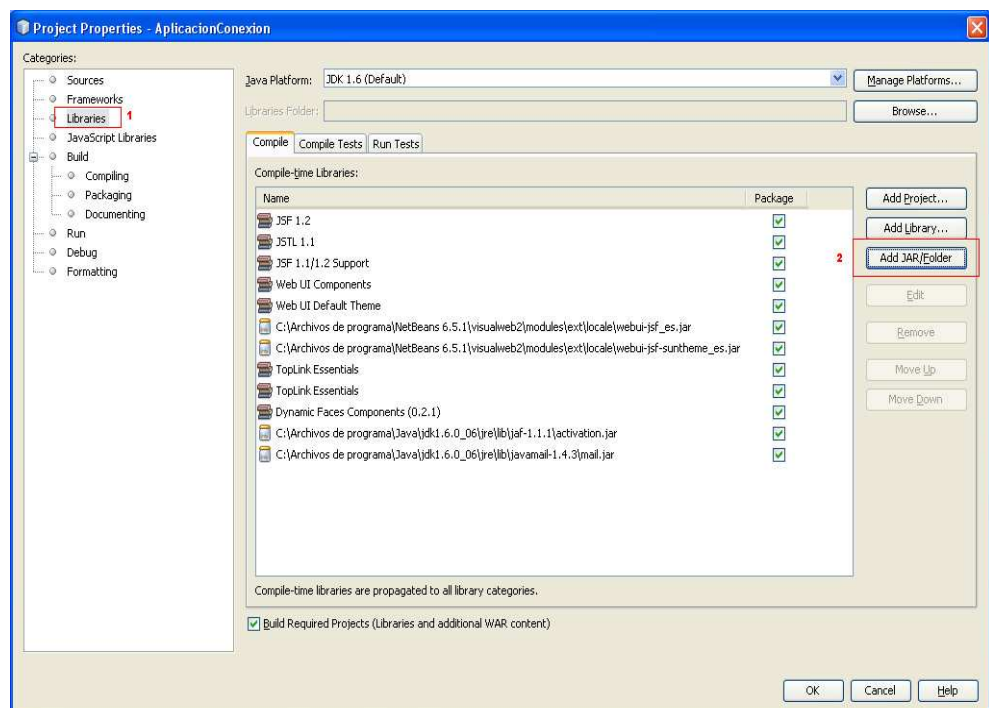 Project Properties - AplicacionConexion
Categories:
Sources
Frameworks
Libraries 1
JavaScript Libraries
Build
Compiling
Packaging
Documenting
Run
Debug
Formatting
Java Platform: JDK 1.6 (Default) Manage Platforms...
Libraries Folder: Browse...
Compile Compile Tests Run Tests
Compile-time Libraries:
Name Package
JSF 1.2
JSTL 1.1
JSF 1.1/1.2 Support
Web UI Components
Web UI Default Theme
C:\Archivos de programa\NetBeans 6.5.1\visualweb2\modules\ext\locale\webui-jsf_es.jar
C:\Archivos de programa\NetBeans 6.5.1\visualweb2\modules\ext\locale\webui-jsf-suntheme_es.jar
TopLink Essentials
TopLink Essentials
Dynamic Faces Components (0.2.1)
C:\Archivos de programa\Java\jdk1.6.0_06\jre\lib\jaf-1.1.1\activation.jar
C:\Archivos de programa\Java\jdk1.6.0_06\jre\lib\javamail-1.4.3\mail.jar
Add Project...
Add Library...
2 Add JAR/Folder
Edit
Remove
Move Up
Move Down
Compile-time libraries are propagated to all library categories.
Build Required Projects (Libraries and additional WAR content)
OK Cancel Help